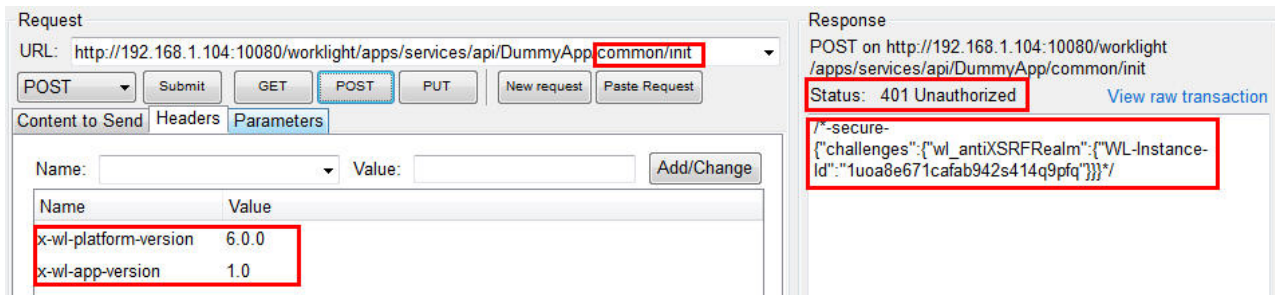 Request
URL: http://192.168.1.104:10080/worklight/apps/services/api/DummyApp/common/init
POST Submit GET POST PUT New request Paste Request
Content to Send Headers Parameters
Name: Value: Add/Change
Name Value
x-wl-platform-version 6.0.0
x-wl-app-version 1.0
Response
POST on http://192.168.1.104:10080/worklight
/apps/services/api/DummyApp/common/init
Status: 401 Unauthorized View raw transaction
/*-secure-
{"challenges":{"wl_antiXSRFRealm":{"WL-Instance-
Id":"1uoa8e671cafab942s414q9pfq"}}}*/